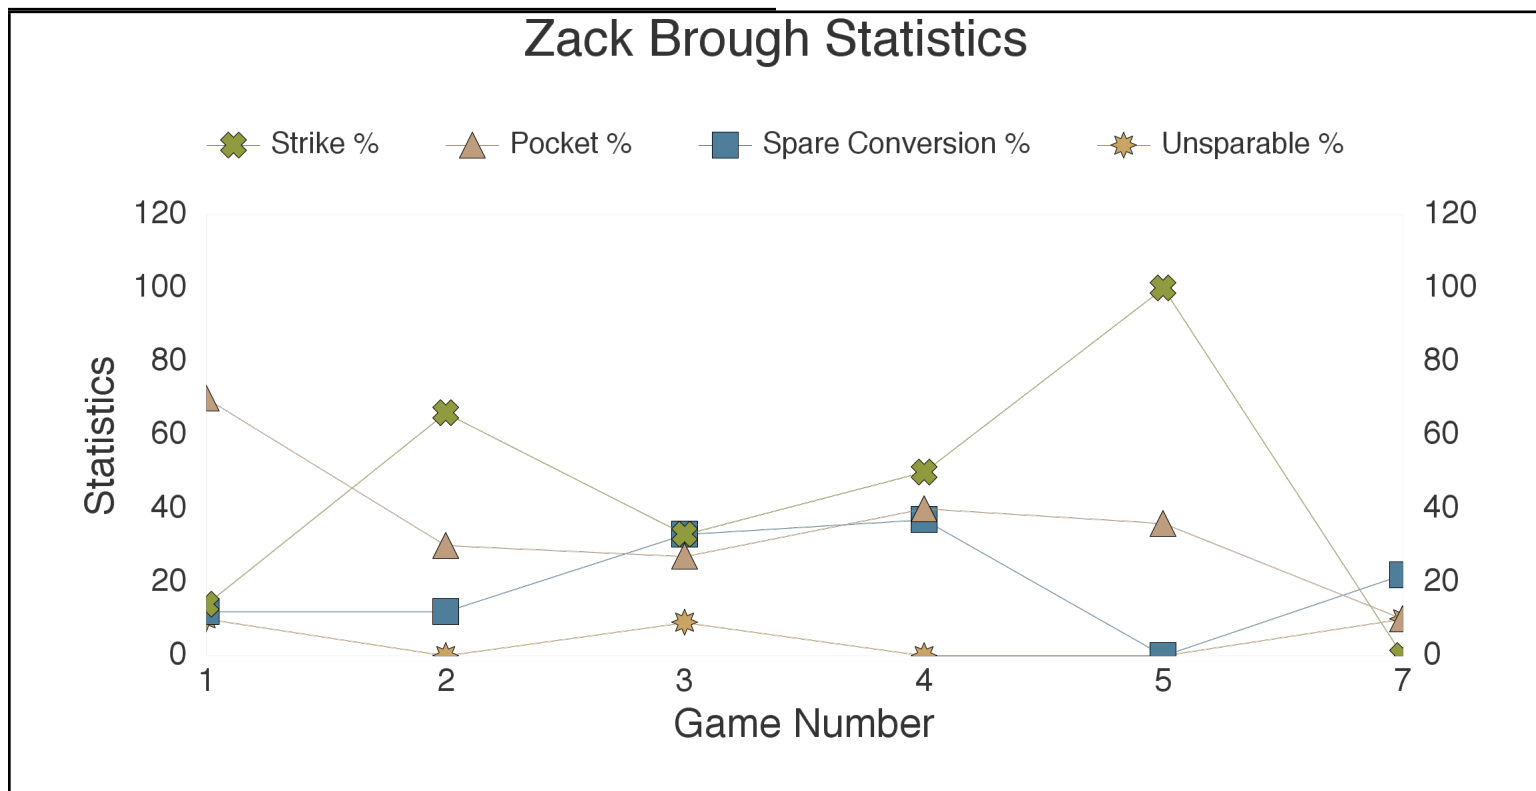 Zack Brough Statistics
Strike % Pocket % Spare Conversion % Unsparable %
120 120
100 100
80 80
60 60
40 40
20 20
0 0
Statistics
1 2 3 4 5 7
Game Number